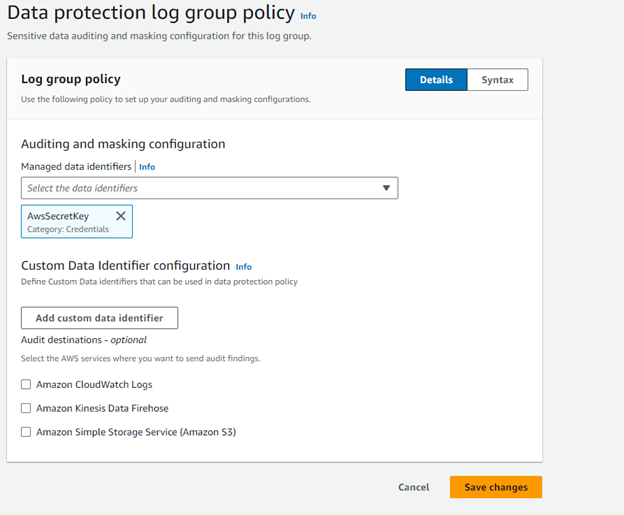 Data protection log group policy Info
Sensitive data auditing and masking configuration for this log group.
Log group policy
Details
Syntax
Use the following policy to set up your auditing and masking configurations.
Auditing and masking configuration
Managed data identifiers | Info
Select the data identifiers
AwsSecretKey
Category: Credentials
Custom Data Identifier configuration Info
Define Custom Data identifiers that can be used in data protection policy
Add custom data identifier
Audit destinations - optional
Select the AWS services where you want to send audit findings.
Amazon CloudWatch Logs
Amazon Kinesis Data Firehose
Amazon Simple Storage Service (Amazon S3)
Cancel
Save changes